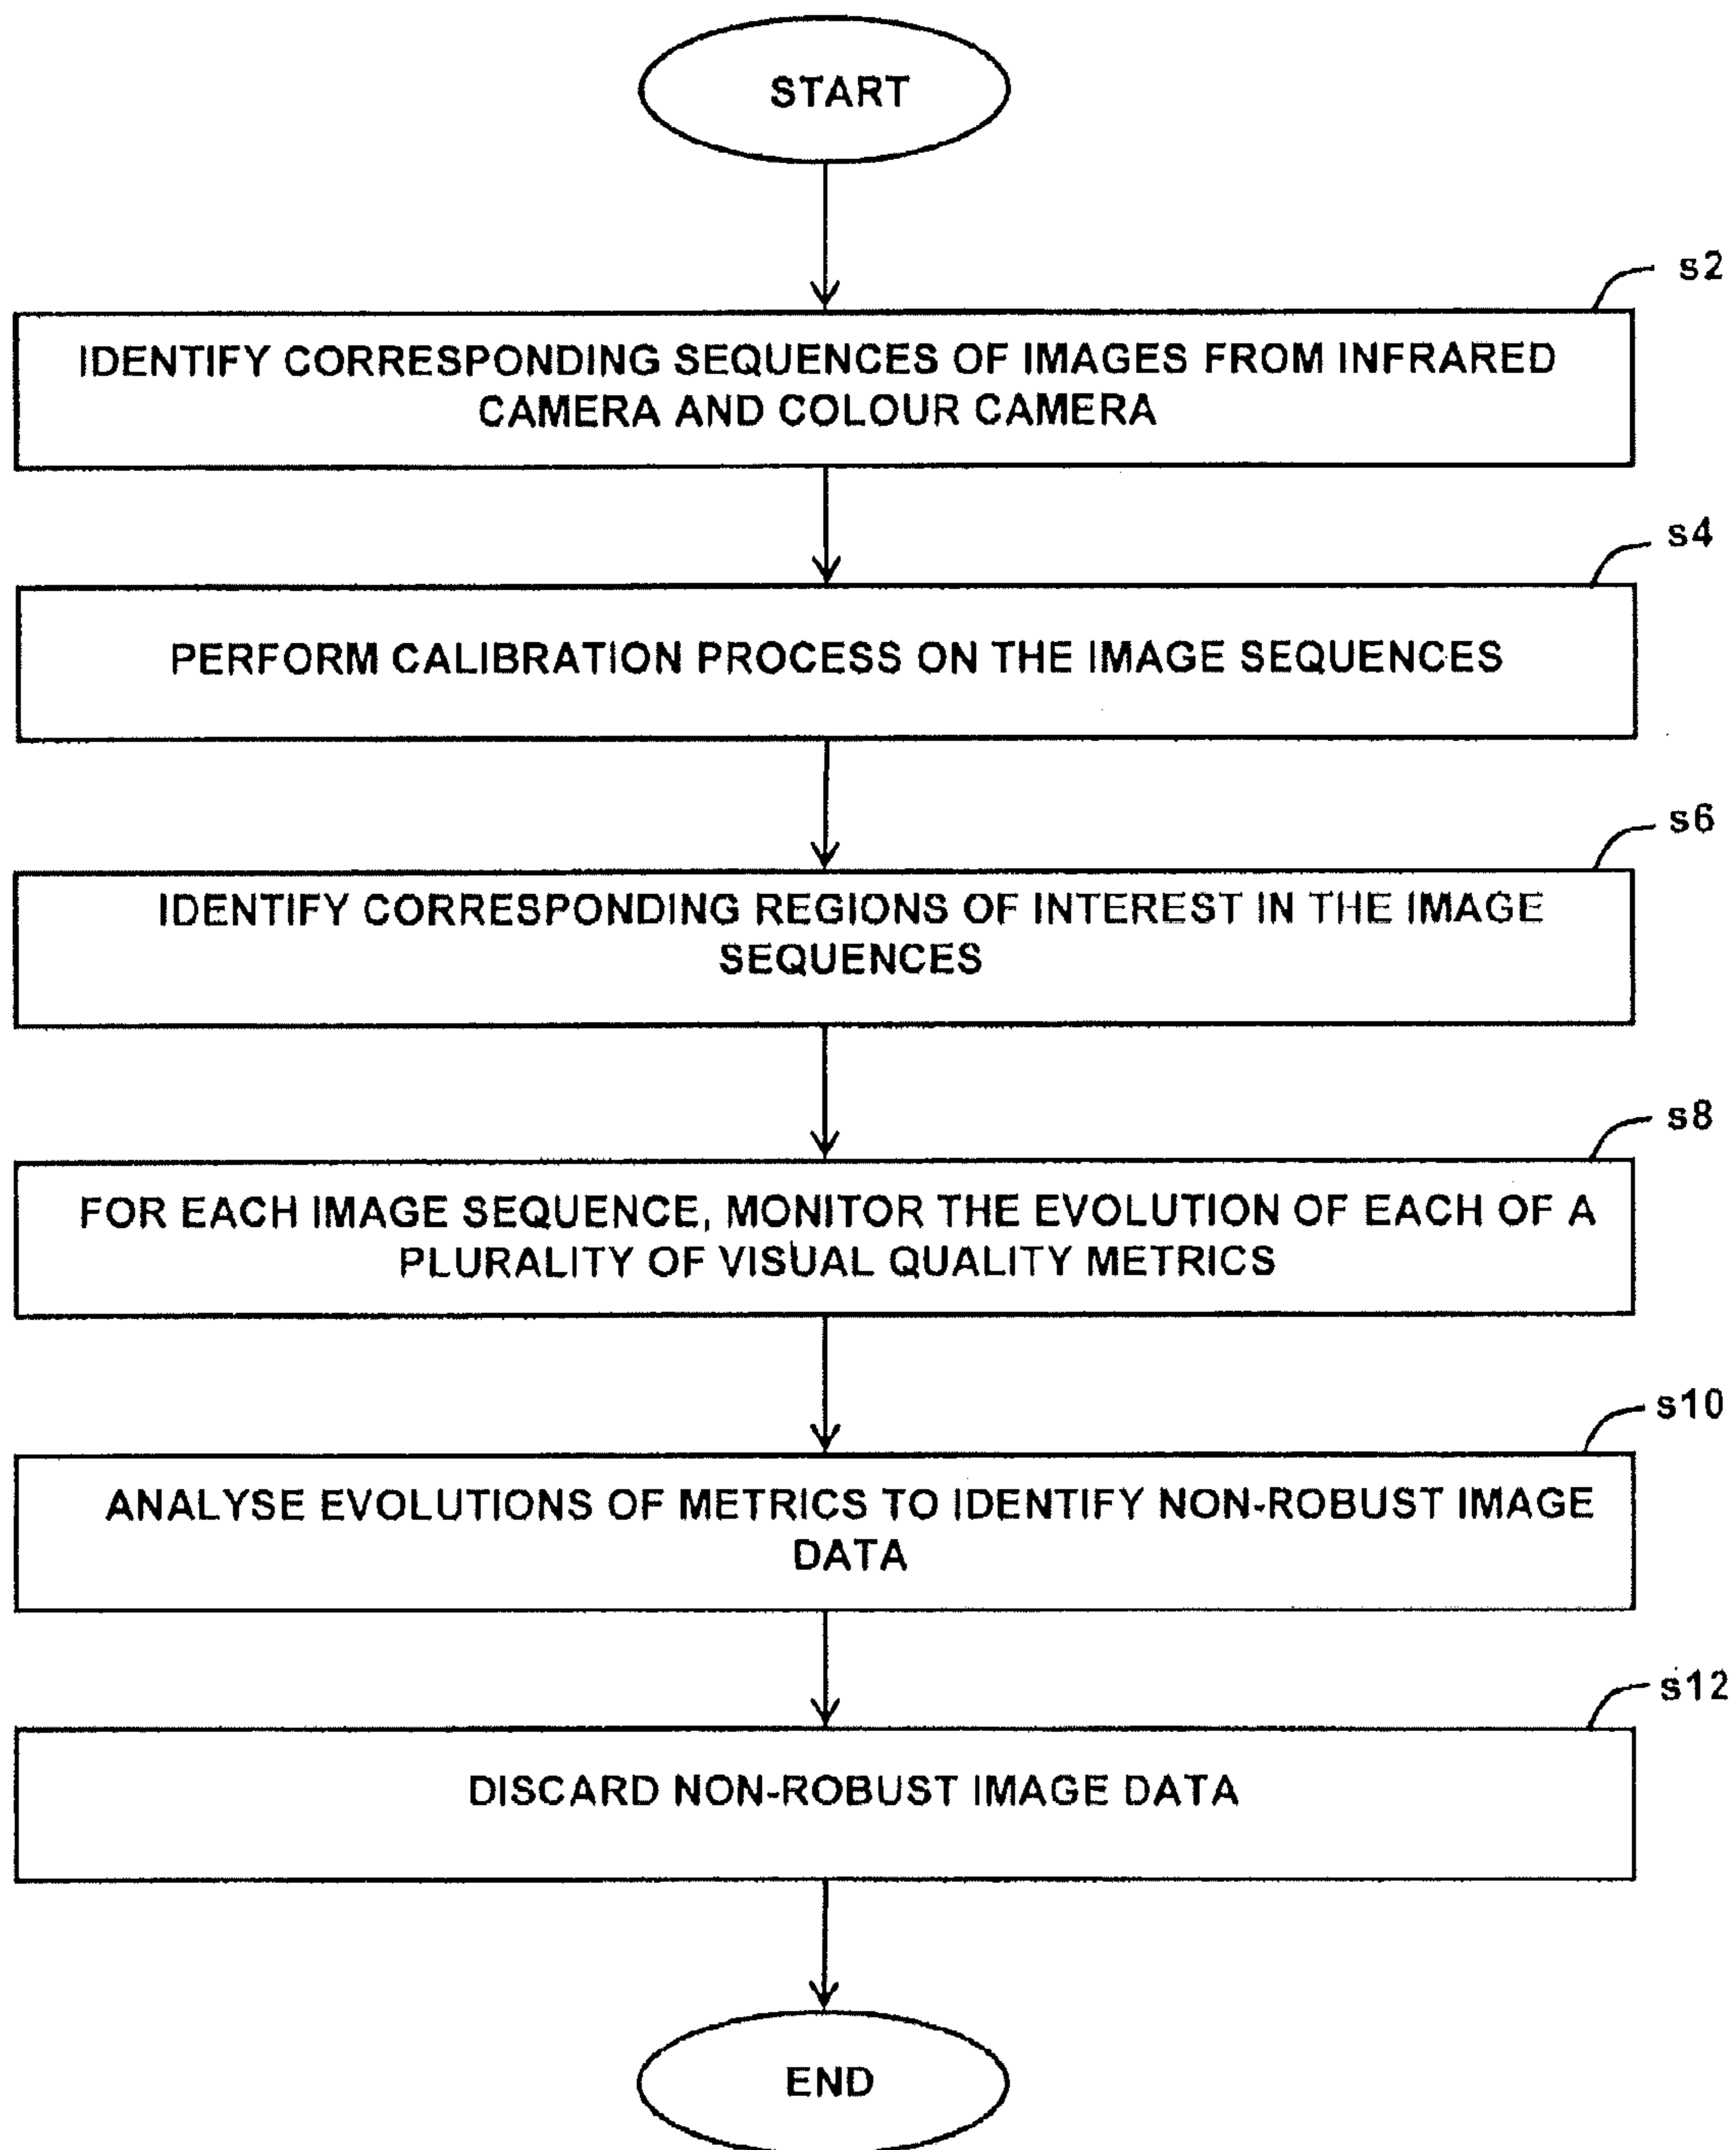 START
s2
IDENTIFY CORRESPONDING SEQUENCES OF IMAGES FROM INFRARED
CAMERA AND COLOUR CAMERA
s4
PERFORM CALIBRATION PROCESS ON THE IMAGE SEQUENCES
s6
IDENTIFY CORRESPONDING REGIONS OF INTEREST IN THE IMAGE
SEQUENCES
s8
FOR EACH IMAGE SEQUENCE, MONITOR THE EVOLUTION OF EACH OF A
PLURALITY OF VISUAL QUALITY METRICS
s10
ANALYSE EVOLUTIONS OF METRICS TO IDENTIFY NON-ROBUST IMAGE
DATA
s12
DISCARD NON-ROBUST IMAGE DATA
END